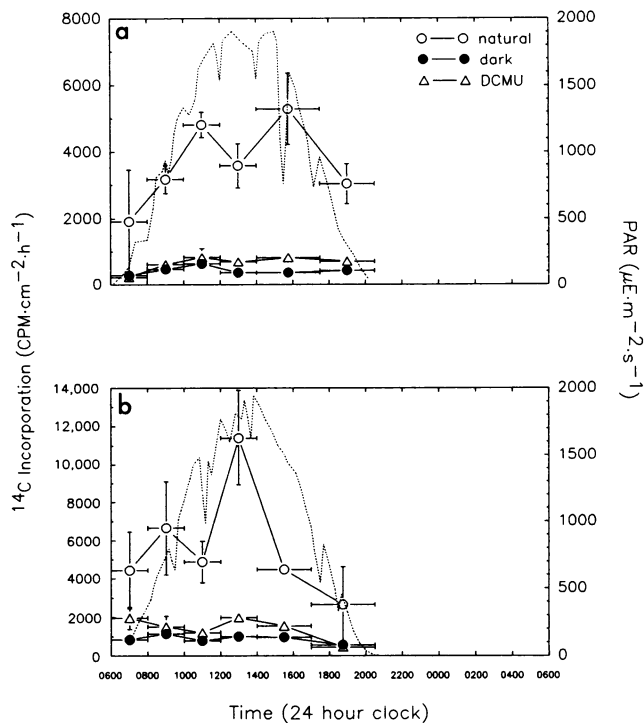 a
natural
dark
DCMU
8000
6000
4000
2000
0
2000
1500
1000
500
0
b
14,000
12,000
10,000
8000
6000
4000
2000
0
2000
1500
1000
500
0
0600 0800 1000 1200 1400 1600 1800 2000 2200 0000 0200 0400 0600
Time (24 hour clock)
¹⁴C Incorporation (CPM·cm⁻²·h⁻¹)
PAR (μE·m⁻²·s⁻¹)